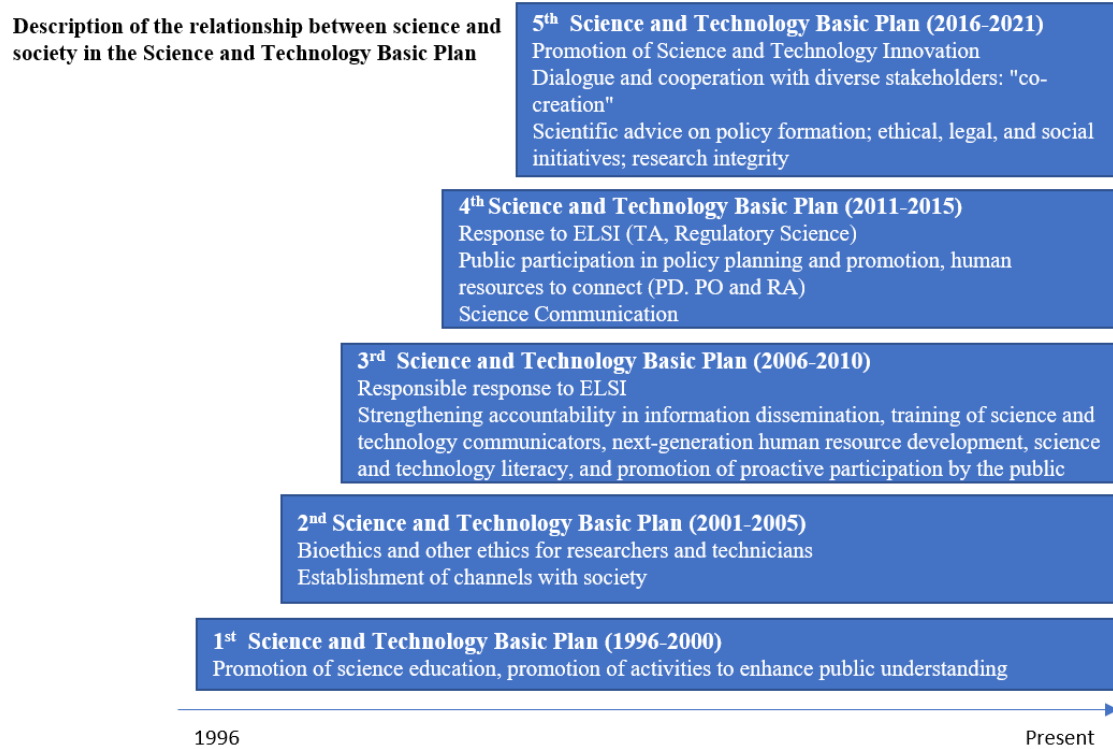 Description of the relationship between science and
society in the Science and Technology Basic Plan
5th Science and Technology Basic Plan (2016-2021)
Promotion of Science and Technology Innovation
Dialogue and cooperation with diverse stakeholders: "co-
creation"
Scientific advice on policy formation; ethical, legal, and social
initiatives; research integrity
4th Science and Technology Basic Plan (2011-2015)
Response to ELSI (TA, Regulatory Science)
Public participation in policy planning and promotion, human
resources to connect (PD. PO and RA)
Science Communication
3rd Science and Technology Basic Plan (2006-2010)
Responsible response to ELSI
Strengthening accountability in information dissemination, training of science and
technology communicators, next-generation human resource development, science
and technology literacy, and promotion of proactive participation by the public
2nd Science and Technology Basic Plan (2001-2005)
Bioethics and other ethics for researchers and technicians
Establishment of channels with society
1st Science and Technology Basic Plan (1996-2000)
Promotion of science education, promotion of activities to enhance public understanding
1996
Present